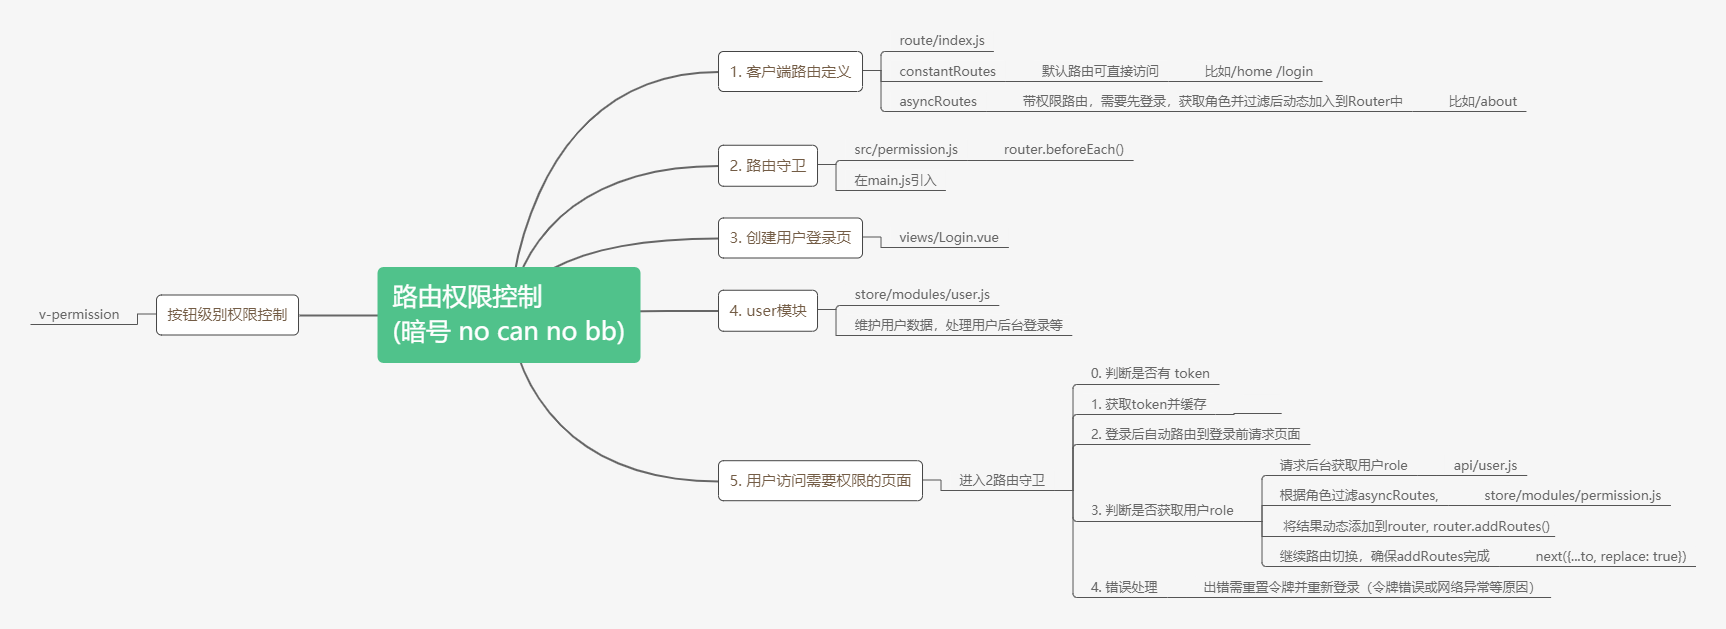 路由权限控制
(暗号 no can no bb)
1. 客户端路由定义
route/index.js
constantRoutes
默认路由可直接访问
比如/home /login
asyncRoutes
带权限路由，需要先登录，获取角色并过滤后动态加入到Router中
比如/about
2. 路由守卫
src/permission.js
router.beforeEach()
在main.js引入
3. 创建用户登录页
views/Login.vue
4. user模块
store/modules/user.js
维护用户数据，处理用户后台登录等
5. 用户访问需要权限的页面
进入2路由守卫
0. 判断是否有 token
1. 获取token并缓存
2. 登录后自动路由到登录前请求页面
3. 判断是否获取用户role
请求后台获取用户role
api/user.js
根据角色过滤asyncRoutes,
store/modules/permission.js
将结果动态添加到router, router.addRoutes()
继续路由切换，确保addRoutes完成
next({...to, replace: true})
4. 错误处理
出错需重置令牌并重新登录（令牌错误或网络异常等原因）
按钮级别权限控制
v-permission